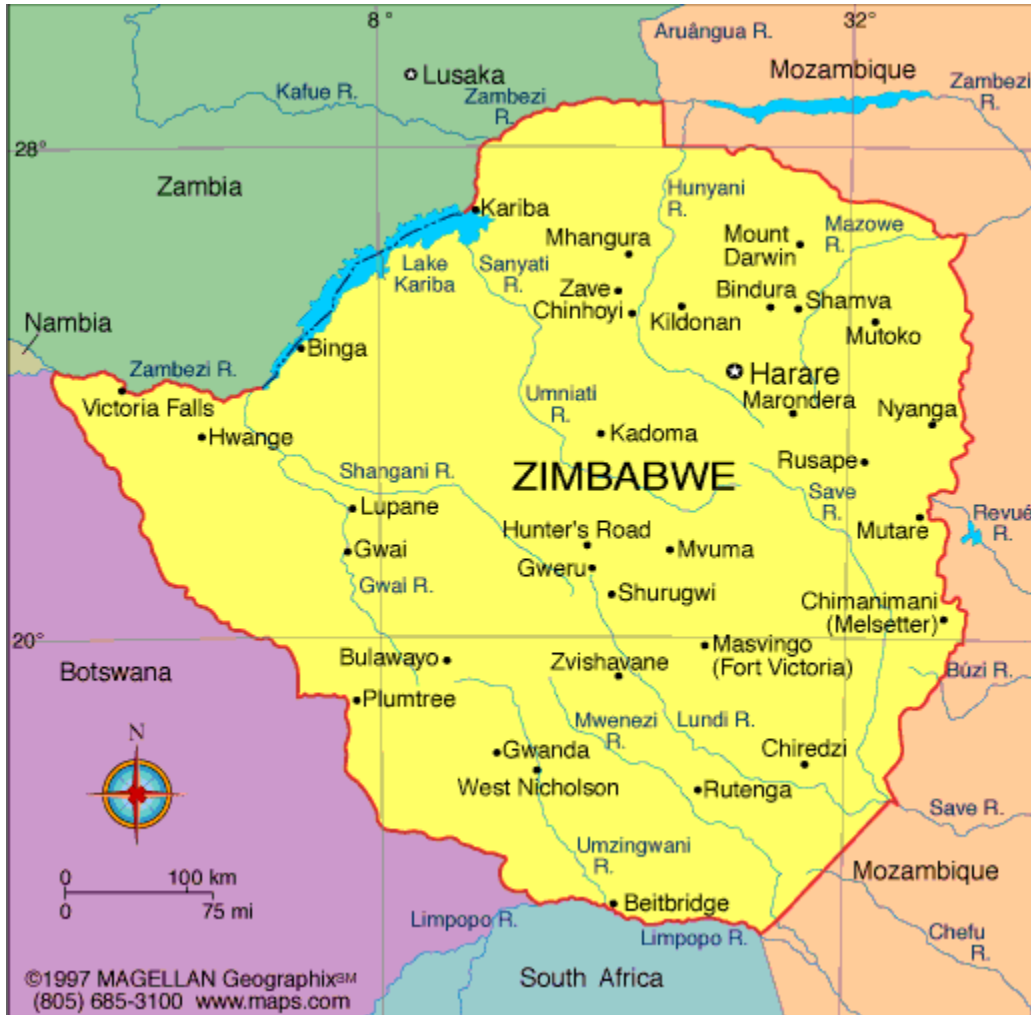 8°
32°
Aruângua R.
Lusaka
Mozambique
Kafue R.
Zambezi
R.
Zambezi
R.
28°
Zambia
Hunyani
R.
Kariba
Mazowe
R.
Mhangura
Mount
Darwin
Lake
Kariba
Sanyati
R.
Zave
Bindura
Shamva
Chinhoyi
Kildonan
Nambia
Mutoko
Binga
Zambezi R.
Harare
Victoria Falls
Umniati
R.
Marondera
Nyanga
Hwange
Kadoma
Shangani R.
ZIMBABWE
Rusape
Save
R.
Lupane
Revué
R.
Hunter's Road
Mutare
Gwai
Mvuma
Gweru
Gwai R.
Shurugwi
Chimanimani
(Melsetter)
20°
Bulawayo
Zvishavane
Masvingo
(Fort Victoria)
Botswana
Búzi R.
Plumtree
Mwenezi
R.
Lundi R.
N
Gwanda
Chiredzi
West Nicholson
Rutenga
Save R.
Umzingwani
R.
0 100 km
0 75 mi
Mozambique
Beitbridge
Limpopo R.
Limpopo R.
Chefu
R.
South Africa
©1997 MAGELLAN Geographix℠
(805) 685-3100 www.maps.com